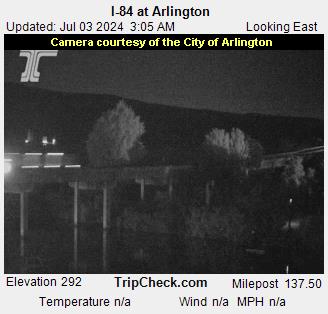 I-84 at Arlington
Updated: Jul 03 2024 3:05 AM Looking East
Camera courtesy of the City of Arlington
Elevation 292 TripCheck.com Milepost 137.50
Temperature n/a Wind n/a MPH n/a